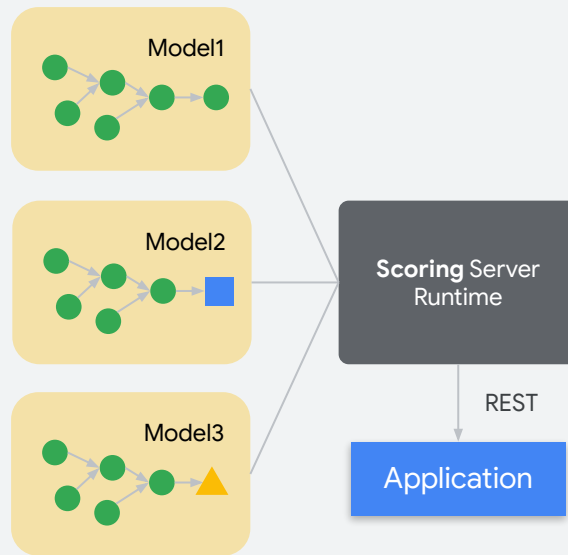 Model1
Model2
Model3
Scoring Server
Runtime
REST
Application